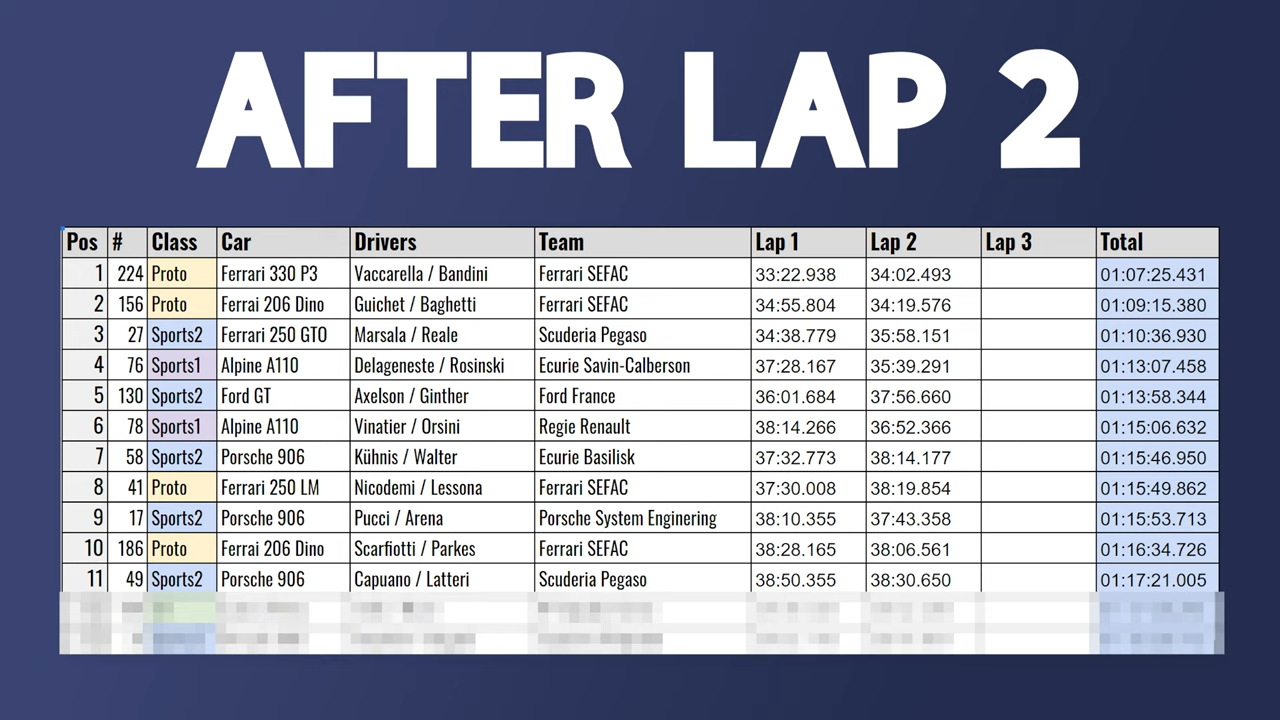 AFTER LAP 2
Pos # Class Car Drivers Team Lap 1 Lap 2 Lap 3 Total
1 224 Proto Ferrari 330 P3 Vaccarella / Bandini Ferrari SEFAC 33:22.938 34:02.493 01:07:25.431
2 156 Proto Ferrai 206 Dino Guichet / Baghetti Ferrari SEFAC 34:55.804 34:19.576 01:09:15.380
3 27 Sports2 Ferrari 250 GTO Marsala / Reale Scuderia Pegaso 34:38.779 35:58.151 01:10:36.930
4 76 Sports1 Alpine A110 Delageneste / Rosinski Ecurie Savin-Calberson 37:28.167 35:39.291 01:13:07.458
5 130 Sports2 Ford GT Axelson / Ginther Ford France 36:01.684 37:56.660 01:13:58.344
6 78 Sports1 Alpine A110 Vinatier / Orsini Regie Renault 38:14.266 36:52.366 01:15:06.632
7 58 Sports2 Porsche 906 Kühnis / Walter Ecurie Basilisk 37:32.773 38:14.177 01:15:46.950
8 41 Proto Ferrari 250 LM Nicodemi / Lessona Ferrari SEFAC 37:30.008 38:19.854 01:15:49.862
9 17 Sports2 Porsche 906 Pucci / Arena Porsche System Enginering 38:10.355 37:43.358 01:15:53.713
10 186 Proto Ferrai 206 Dino Scarfiotti / Parkes Ferrari SEFAC 38:28.165 38:06.561 01:16:34.726
11 49 Sports2 Porsche 906 Capuano / Latteri Scuderia Pegaso 38:50.355 38:30.650 01:17:21.005